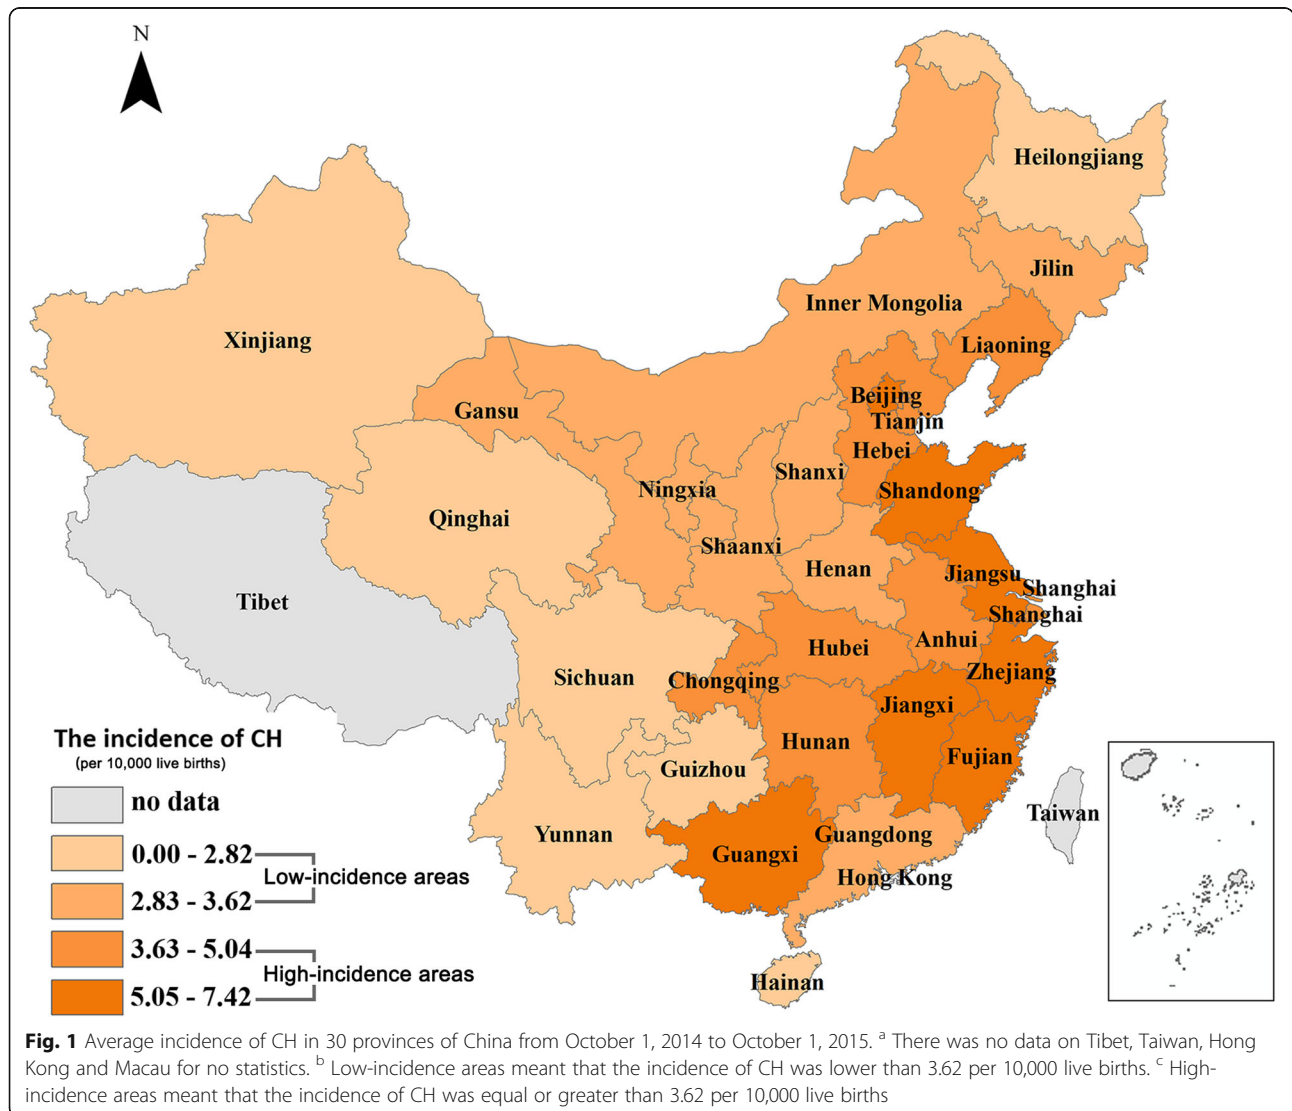 N
Heilongjiang
Jilin
Inner Mongolia
Liaoning
Xinjiang
Beijing
Gansu
Tianjin
Hebei
Shanxi
Ningxia
Shandong
Qinghai
Shaanxi
Henan
Jiangsu
Shanghai
Tibet
Shanghai
Anhui
Hubei
Zhejiang
Sichuan
Chongqing
Jiangxi
Hunan
Fujian
Guizhou
Taiwan
Yunnan
Guangdong
Guangxi
Hong Kong
Hainan
The incidence of CH
(per 10,000 live births)
no data
0.00 - 2.82
Low-incidence areas
2.83 - 3.62
3.63 - 5.04
High-incidence areas
5.05 - 7.42
Fig. 1 Average incidence of CH in 30 provinces of China from October 1, 2014 to October 1, 2015. a There was no data on Tibet, Taiwan, Hong
Kong and Macau for no statistics. b Low-incidence areas meant that the incidence of CH was lower than 3.62 per 10,000 live births. c High-
incidence areas meant that the incidence of CH was equal or greater than 3.62 per 10,000 live births